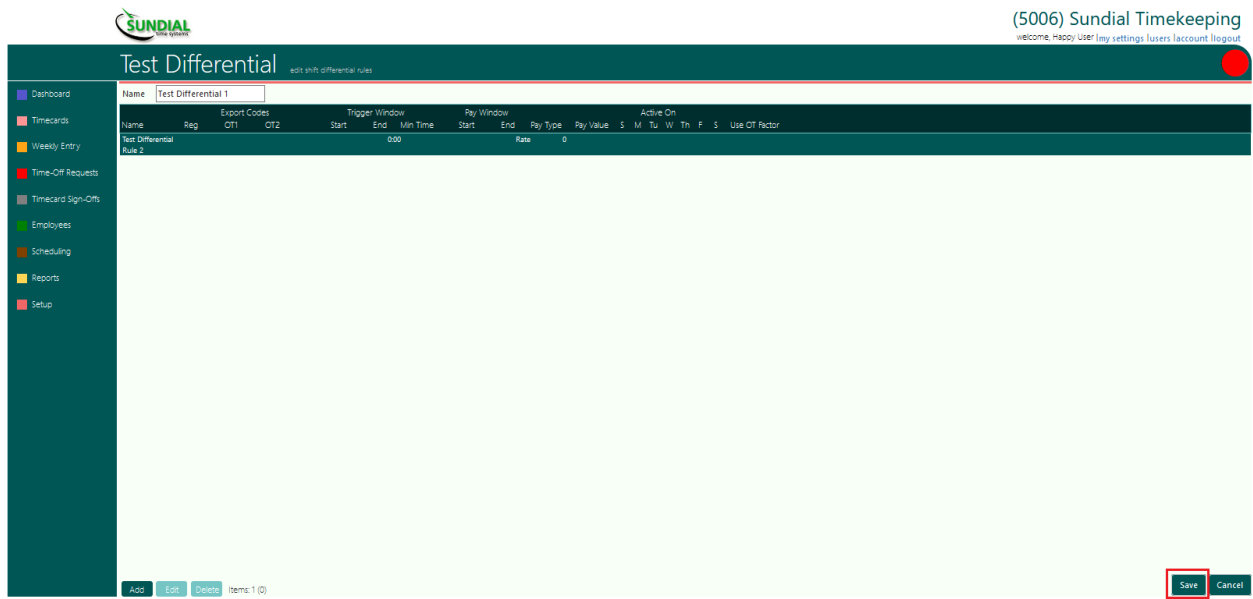 SUNDIAL
time systems
(5006) Sundial Timekeeping
welcome, Happy User |my settings |users |account |logout
Test Differential edit shift differential rules
Dashboard
Timecards
Weekly Entry
Time-Off Requests
Timecard Sign-Offs
Employees
Scheduling
Reports
Setup
Name Test Differential 1
Export Codes Trigger Window Pay Window Active On
Name Reg OT1 OT2 Start End Min Time Start End Pay Type Pay Value S M Tu W Th F S Use OT Factor
Test Differential 0:00 Rate 0
Rule 2
Add Edit Delete Items: 1 (0) Save Cancel